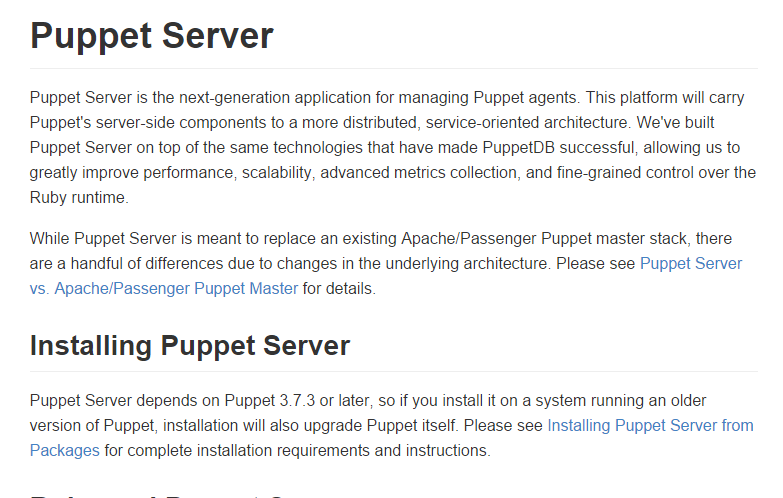 Puppet Server
Puppet Server is the next-generation application for managing Puppet agents. This platform will carry
Puppet's server-side components to a more distributed, service-oriented architecture. We've built
Puppet Server on top of the same technologies that have made PuppetDB successful, allowing us to
greatly improve performance, scalability, advanced metrics collection, and fine-grained control over the
Ruby runtime.
While Puppet Server is meant to replace an existing Apache/Passenger Puppet master stack, there
are a handful of differences due to changes in the underlying architecture. Please see Puppet Server
vs. Apache/Passenger Puppet Master for details.
Installing Puppet Server
Puppet Server depends on Puppet 3.7.3 or later, so if you install it on a system running an older
version of Puppet, installation will also upgrade Puppet itself. Please see Installing Puppet Server from
Packages for complete installation requirements and instructions.